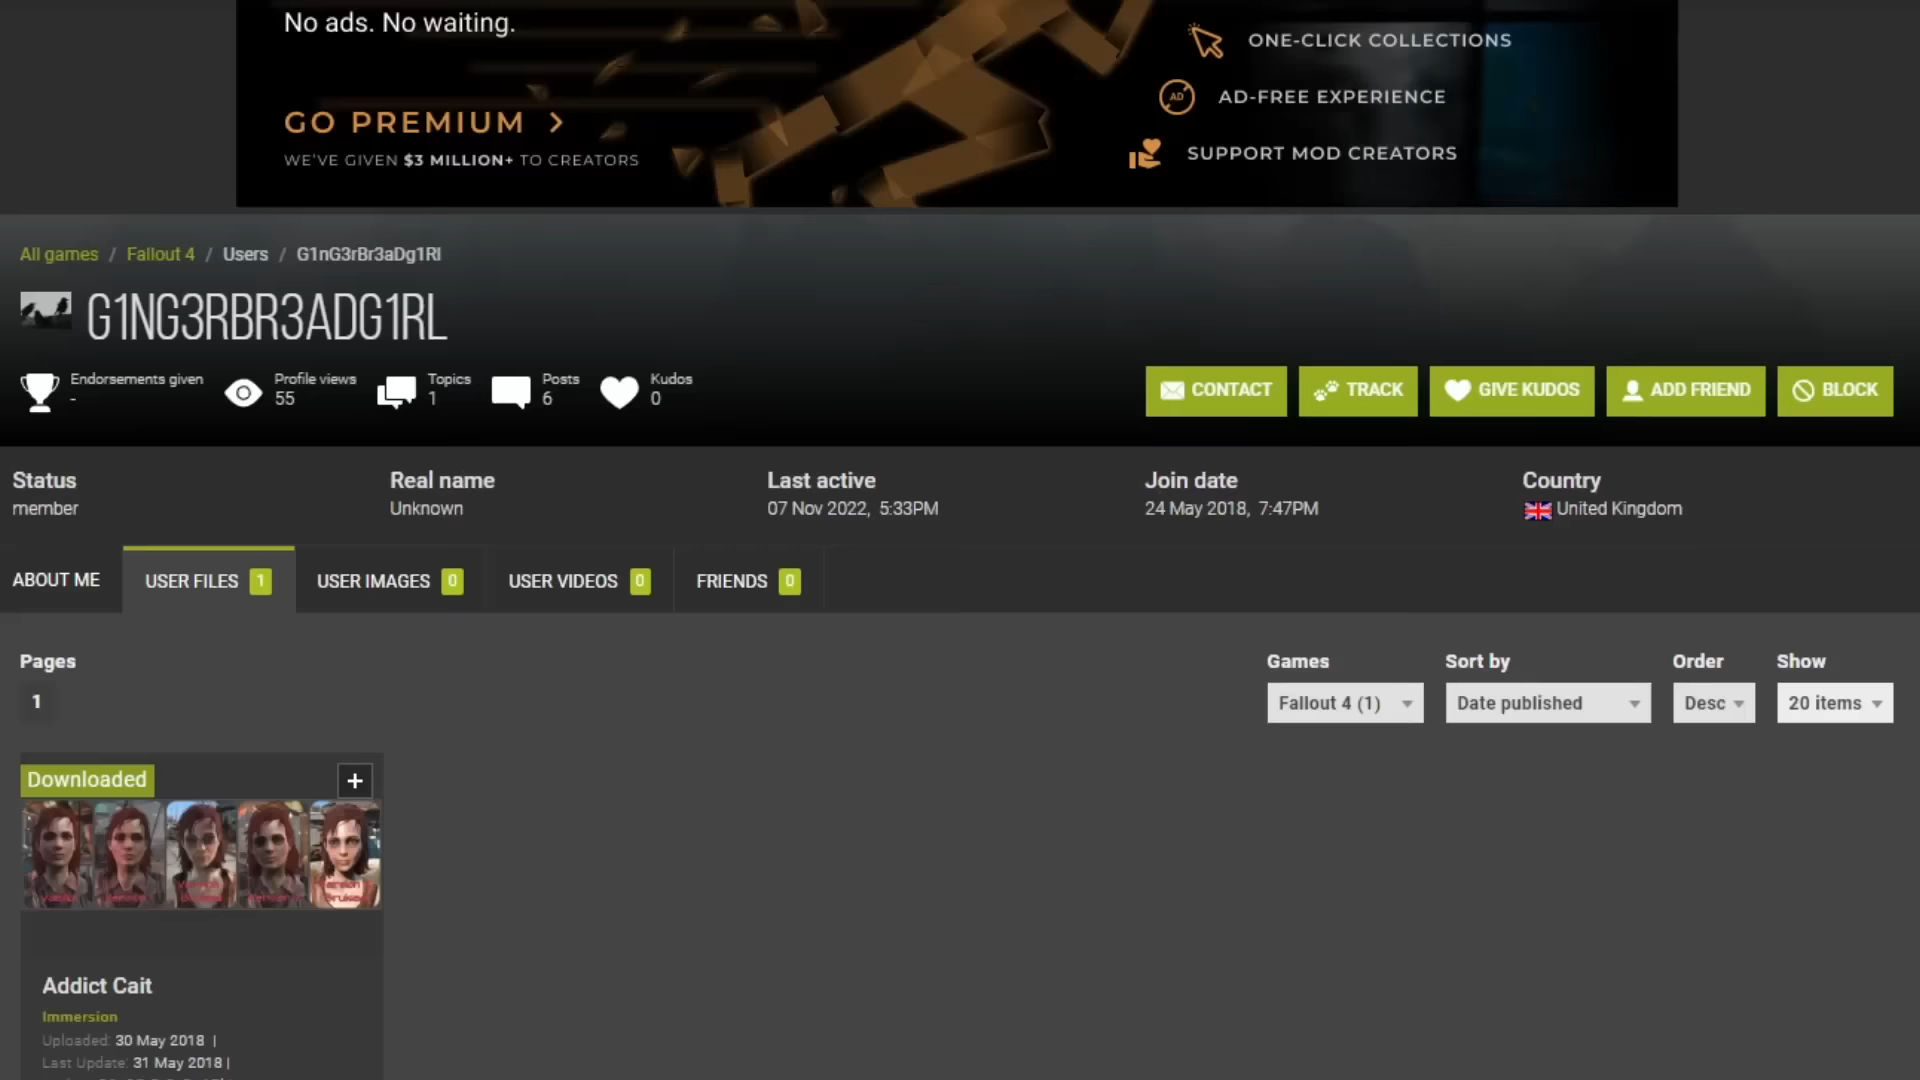 No ads. No waiting.
GO PREMIUM
WE'VE GIVEN $3 MILLION+ TO CREATORS
ONE-CLICK COLLECTIONS
AD
AD-FREE EXPERIENCE
SUPPORT MOD CREATORS
All games / Fallout 4 / Users / G1nG3rBr3aDg1Rl
G1NG3RBR3ADG1RL
Endorsements given
-
Profile views
55
Topics
1
Posts
6
Kudos
0
CONTACT
TRACK
GIVE KUDOS
ADD FRIEND
BLOCK
Status
member
Real name
Unknown
Last active
07 Nov 2022, 5:33PM
Join date
24 May 2018, 7:47PM
Country
United Kingdom
ABOUT ME
USER FILES 1
USER IMAGES 0
USER VIDEOS 0
FRIENDS 0
Pages
1
Games
Fallout 4 (1)
Sort by
Date published
Order
Desc
Show
20 items
Downloaded
+
Addict Cait
Immersion
Uploaded: 30 May 2018 |
Last Update: 31 May 2018 |